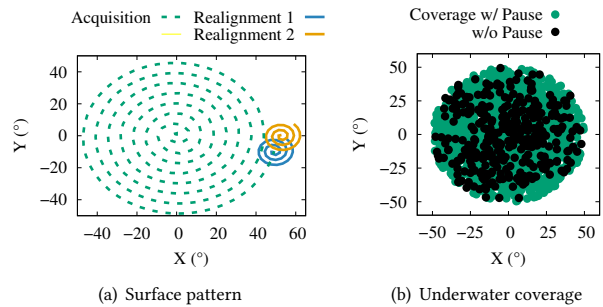 Acquisition Realignment 1
Realignment 2
Y (°)
40
20
0
−20
−40
−40 −20 0 20 40 60
X (°)
(a) Surface pattern
Coverage w/ Pause
w/o Pause
Y (°)
50
25
0
−25
−50
−50 −25 0 25 50
X (°)
(b) Underwater coverage